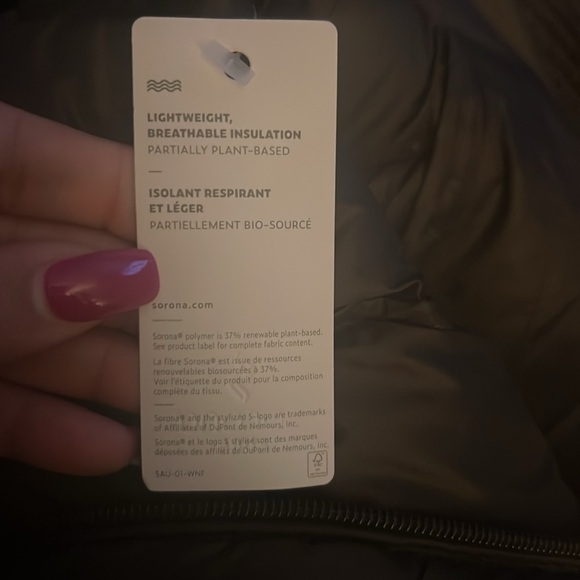 LIGHTWEIGHT,
BREATHABLE INSULATION
PARTIALLY PLANT-BASED
ISOLANT RESPIRANT
ET LÉGER
PARTIELLEMENT BIO-SOURCÉ
sorona.com
Sorona® polymer is 37% renewable plant-based.
See product label for complete fabric content.
La fibre Sorona® est issue de ressources
renouvelables biosourcées à 37%.
Voir l'étiquette du produit pour la composition
complète du tissu.
Sorona® and the stylized S-logo are trademarks
of Affiliates of DuPont de Nemours, Inc.
Sorona® et le logo S stylisé sont des marques
déposées des affiliés de DuPont de Nemours, Inc.
SAU-01-WNF